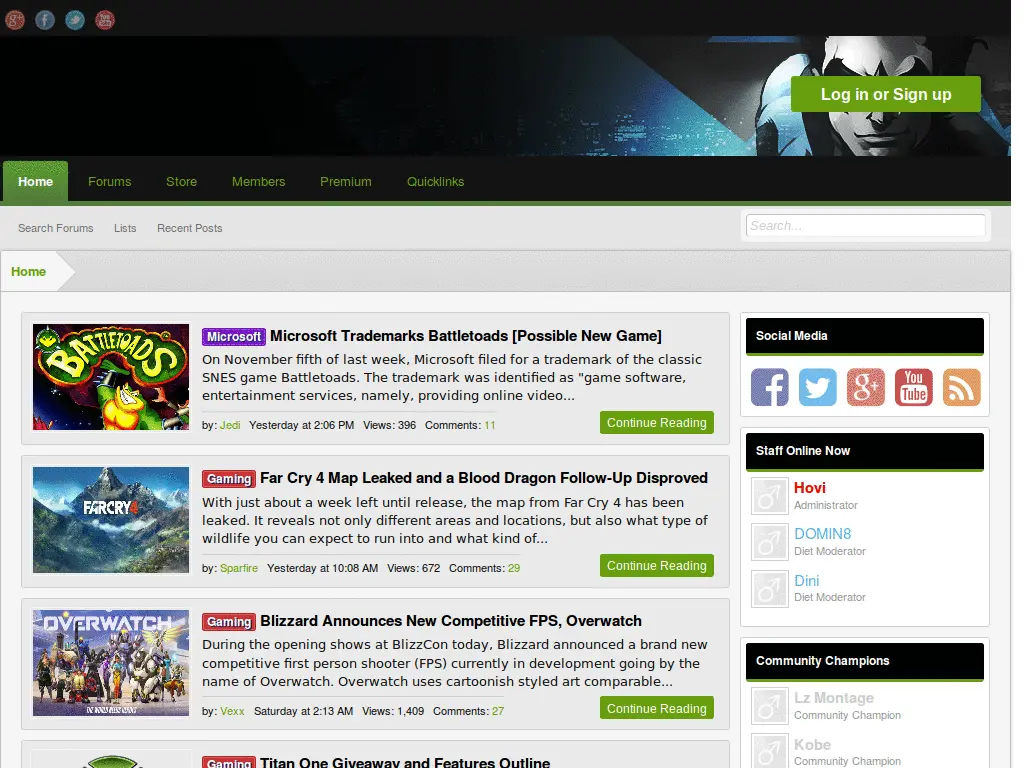 Log in or Sign up
Home
Forums
Store
Members
Premium
Quicklinks
Search Forums
Lists
Recent Posts
Search...
Home
BATTLETOADS
Microsoft Microsoft Trademarks Battletoads [Possible New Game]
On November fifth of last week, Microsoft filed for a trademark of the classic
SNES game Battletoads. The trademark was identified as "game software,
entertainment services, namely, providing online video...
by: Jedi Yesterday at 2:06 PM Views: 396 Comments: 11
Continue Reading
FARCRY4
Gaming Far Cry 4 Map Leaked and a Blood Dragon Follow-Up Disproved
With just about a week left until release, the map from Far Cry 4 has been
leaked. It reveals not only different areas and locations, but also what type of
wildlife you can expect to run into and what kind of...
by: Sparfire Yesterday at 10:08 AM Views: 672 Comments: 29
Continue Reading
OVERWATCH
Gaming Blizzard Announces New Competitive FPS, Overwatch
During the opening shows at BlizzCon today, Blizzard announced a brand new
competitive first person shooter (FPS) currently in development going by the
name of Overwatch. Overwatch uses cartoonish styled art comparable...
by: Vexx Saturday at 2:13 AM Views: 1,409 Comments: 27
Continue Reading
Gaming Titan One Giveaway and Features Outline
Social Media
You
Tube
Staff Online Now
Hovi
Administrator
DOMIN8
Diet Moderator
Dini
Diet Moderator
Community Champions
Lz Montage
Community Champion
Kobe
Community Champion